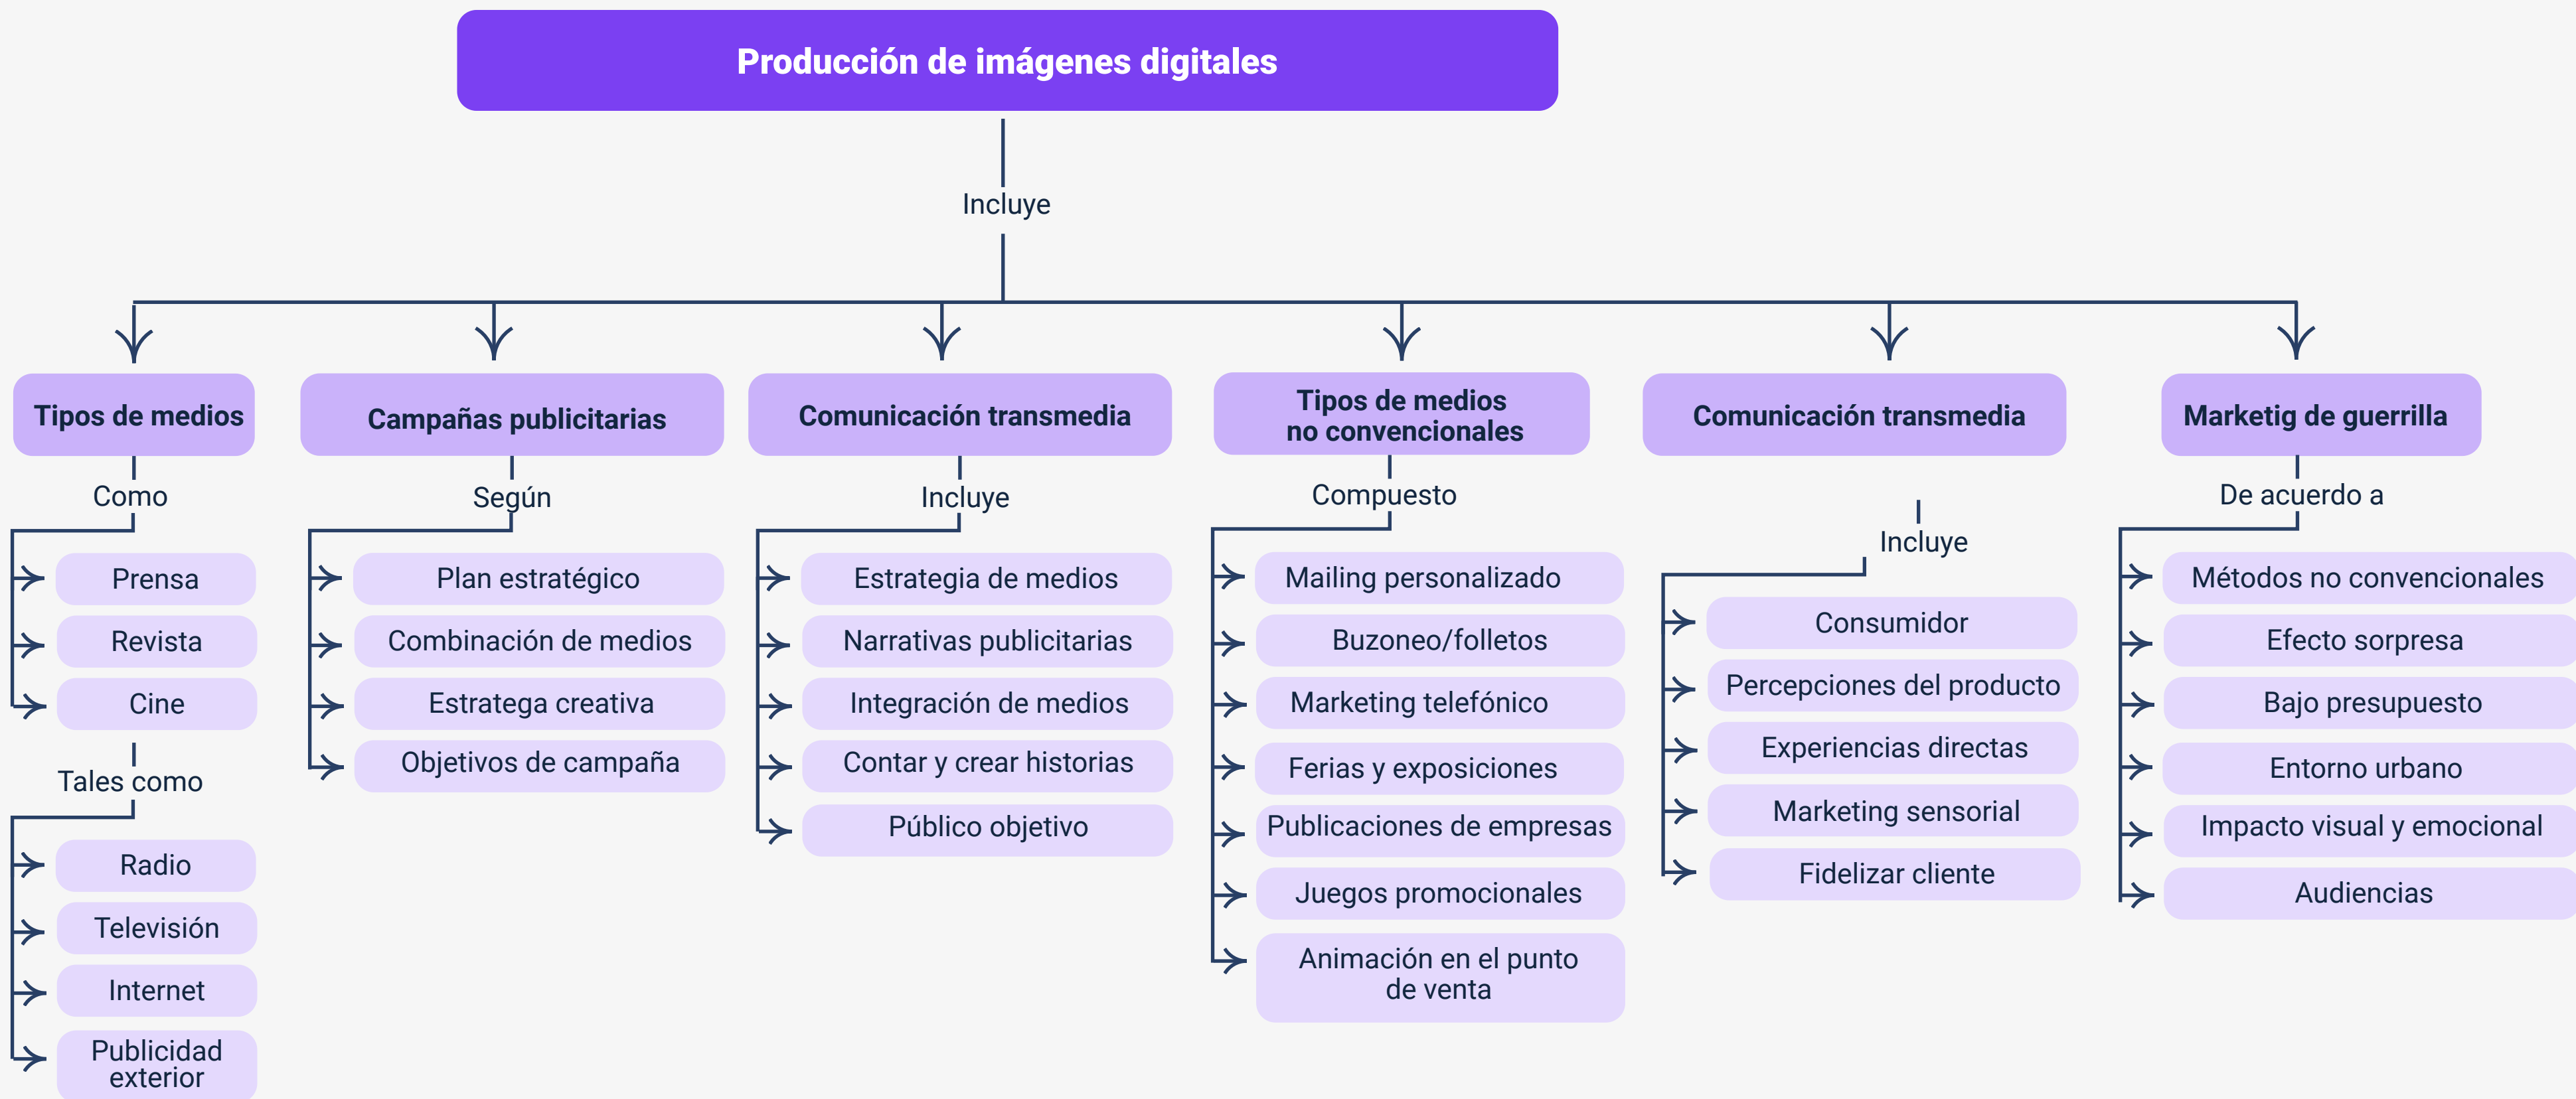 Producción de imágenes digitales
Incluye
Tipos de medios
Como
Prensa
Revista
Cine
Tales como
Radio
Televisión
Internet
Publicidad
exterior
Campañas publicitarias
Según
Plan estratégico
Combinación de medios
Estratega creativa
Objetivos de campaña
Comunicación transmedia
Incluye
Estrategia de medios
Narrativas publicitarias
Integración de medios
Contar y crear historias
Público objetivo
Tipos de medios
no convencionales
Compuesto
Mailing personalizado
Buzoneo/folletos
Marketing telefónico
Ferias y exposiciones
Publicaciones de empresas
Juegos promocionales
Animación en el punto
de venta
Comunicación transmedia
Incluye
Consumidor
Percepciones del producto
Experiencias directas
Marketing sensorial
Fidelizar cliente
Marketig de guerrilla
De acuerdo a
Métodos no convencionales
Efecto sorpresa
Bajo presupuesto
Entorno urbano
Impacto visual y emocional
Audiencias